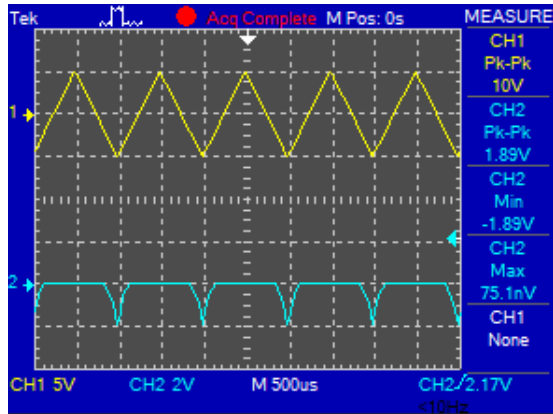 Tek Acq Complete M Pos: 0s MEASURE
CH1
Pk-Pk
10V
CH2
Pk-Pk
1.89V
CH2
Min
-1.89V
CH2
Max
75.1nV
CH1
None
1
2
CH1 5V CH2 2V M 500us CH2 2.17V
<10Hz